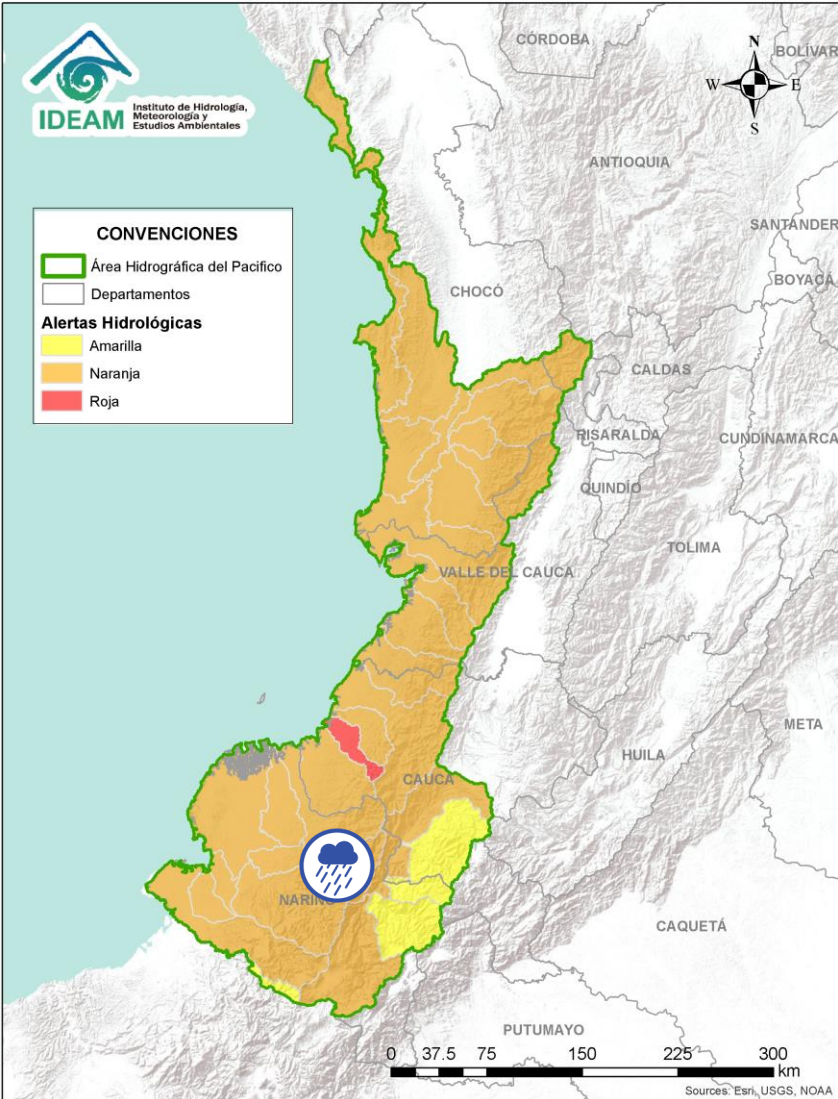 IDEAM
Instituto de Hidrología,
Meteorología y
Estudios Ambientales
N
W
E
S
CONVENCIONES
Área Hidrográfica del Pacifico
Departamentos
Alertas Hidrológicas
Amarilla
Naranja
Roja
CÓRDOBA
BOLÍVAR
ANTIOQUIA
SANTANDER
BOYACÁ
CHOCÓ
CALDAS
RISARALDA
CUNDINAMARCA
QUINDÍO
TOLIMA
VALLE DEL CAUCA
META
HUILA
CAUCA
NARIÑO
CAQUETÁ
PUTUMAYO
0 37.5 75 150 225 300
km
Sources: Esri, USGS, NOAA